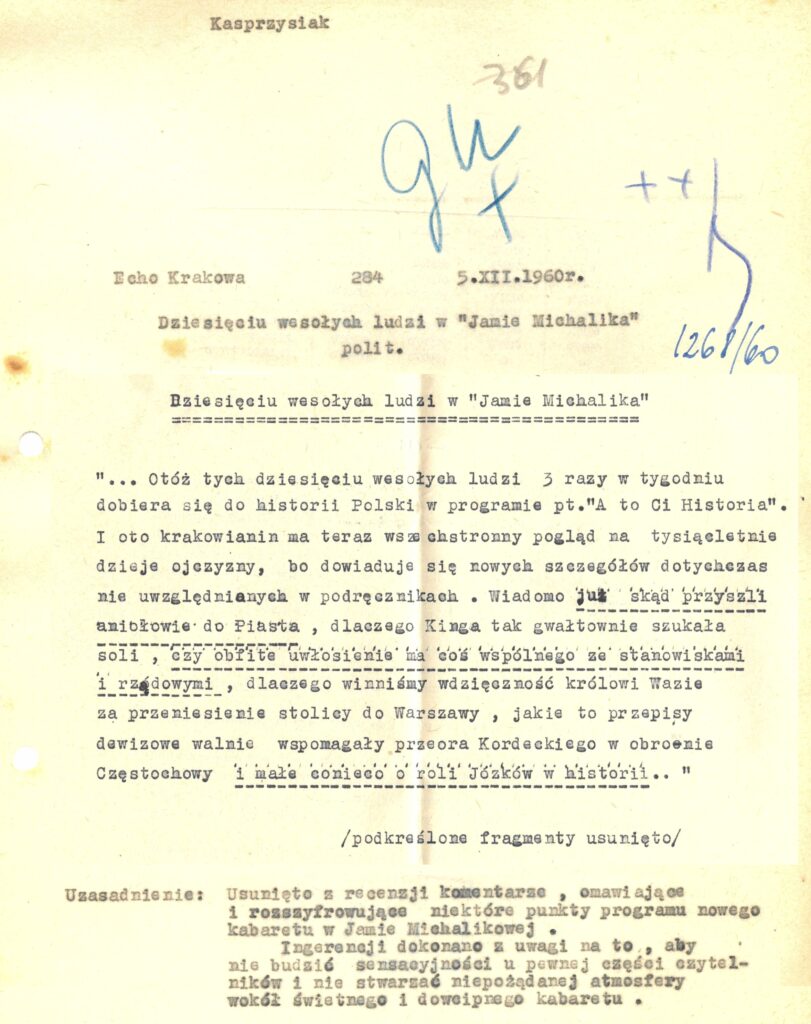 Kasprzysiak
361
gk
+
++
Echo Krakowa 284 5.XII.1960r.
Dziesięciu wesołych ludzi w "Jamie Michalika"
polit.
1268/60
Dziesięciu wesołych ludzi w "Jamie Michalika"
"... Otóż tych dziesięciu wesołych ludzi 3 razy w tygodniu
dobiera się do historii Polski w programie pt."A to Ci Historia".
I oto krakowianin ma teraz wszechstronny pogląd na tysiącletnie
dzieje ojczyzny, bo dowiaduje się nowych szczegółów dotychczas
nie uwzględnianych w podręcznikach . Wiadomo już skąd przyszli
aniołowie do Piasta , dlaczego Kinga tak gwałtownie szukała
soli , czy obfite uwłosienie ma coś wspólnego ze stanowiskami
i rządowymi , dlaczego winniśmy wdzięczność królowi Wazie
za przeniesienie stolicy do Warszawy , jakie to przepisy
dewizowe walnie wspomagały przeora Kordeckiego w obroenie
Częstochowy i małe conieco o roli Józków w historii.. "
/podkreślone fragmenty usunięto/
Uzasadnienie: Usunięto z recenzji komentarze , omawiające
i rozszyfrowujące niektóre punkty programu nowego
kabaretu w Jamie Michalikowej .
Ingerencji dokonano z uwagi na to , aby
nie budzić sensacyjności u pewnej części czytel-
ników i nie stwarzać niepożądanej atmosfery
wokół świetnego i dowcipnego kabaretu .